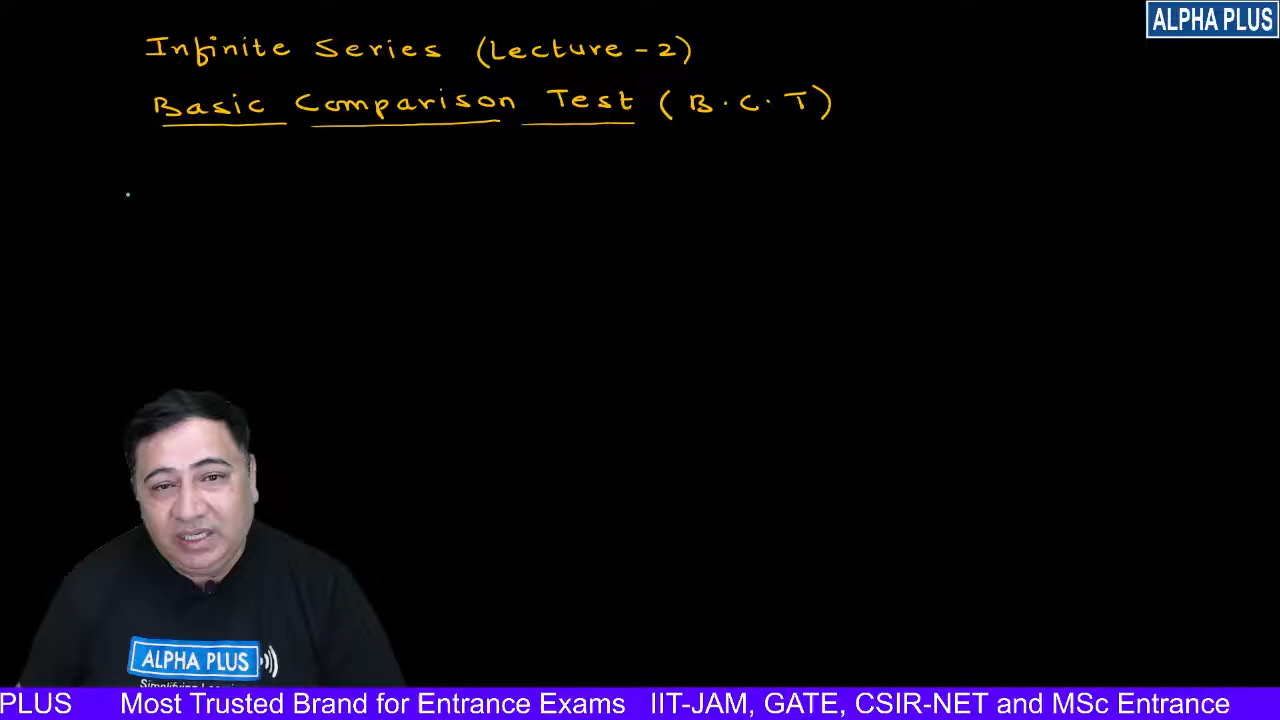 ALPHA PLUS
Infinite Series (Lecture - 2)
Basic Comparison Test (B.C.T)
ALPHA PLUS
Simplifying
PLUS Most Trusted Brand for Entrance Exams IIT-JAM, GATE, CSIR-NET and MSc Entrance